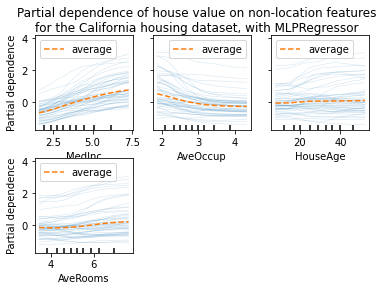 Partial dependence of house value on non-location features
for the California housing dataset, with MLPRegressor
4
2
0
Partial dependence
average
average
average
2.5 5.0 7.5
2 3 4
20 40
MedInc
AveOccup
HouseAge
4
2
0
Partial dependence
average
4 6
AveRooms